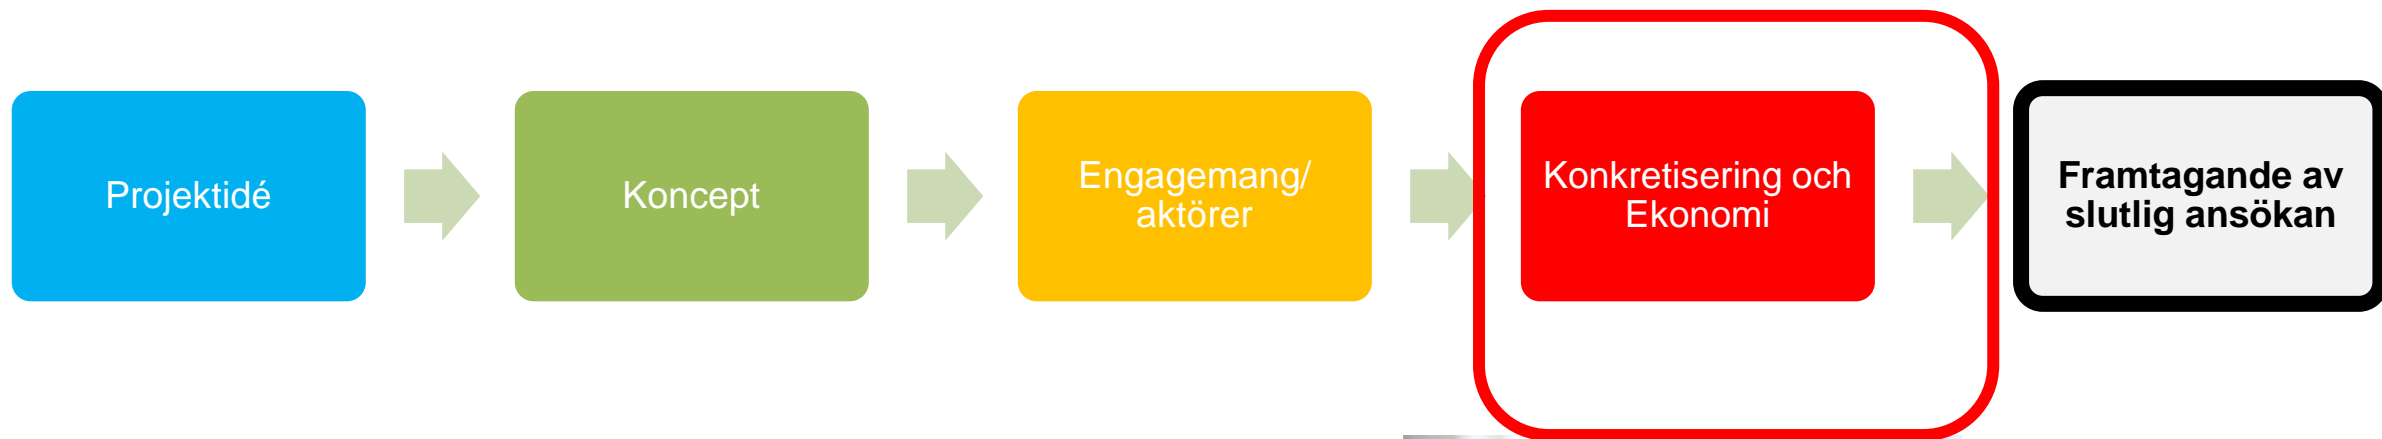 Projektidé
Koncept
Engagemang/
aktörer
Konkretisering och
Ekonomi
Framtagande av
slutlig ansökan